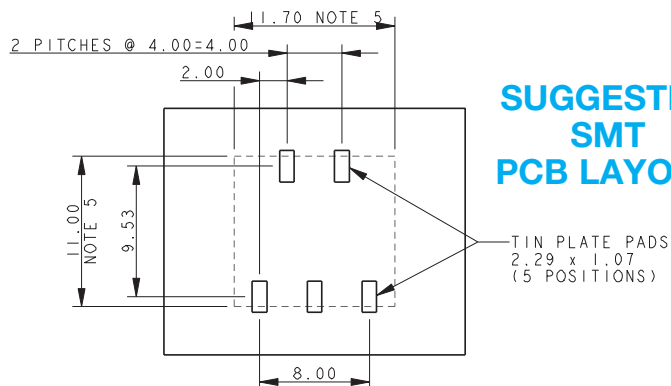 11.70 NOTE 5
2 PITCHES @ 4.00=4.00
2.00
SUGGEST
SMT
PCB LAYO
11.00
NOTE 5
9.53
TIN PLATE PADS
2.29 x 1.07
(5 POSITIONS)
8.00